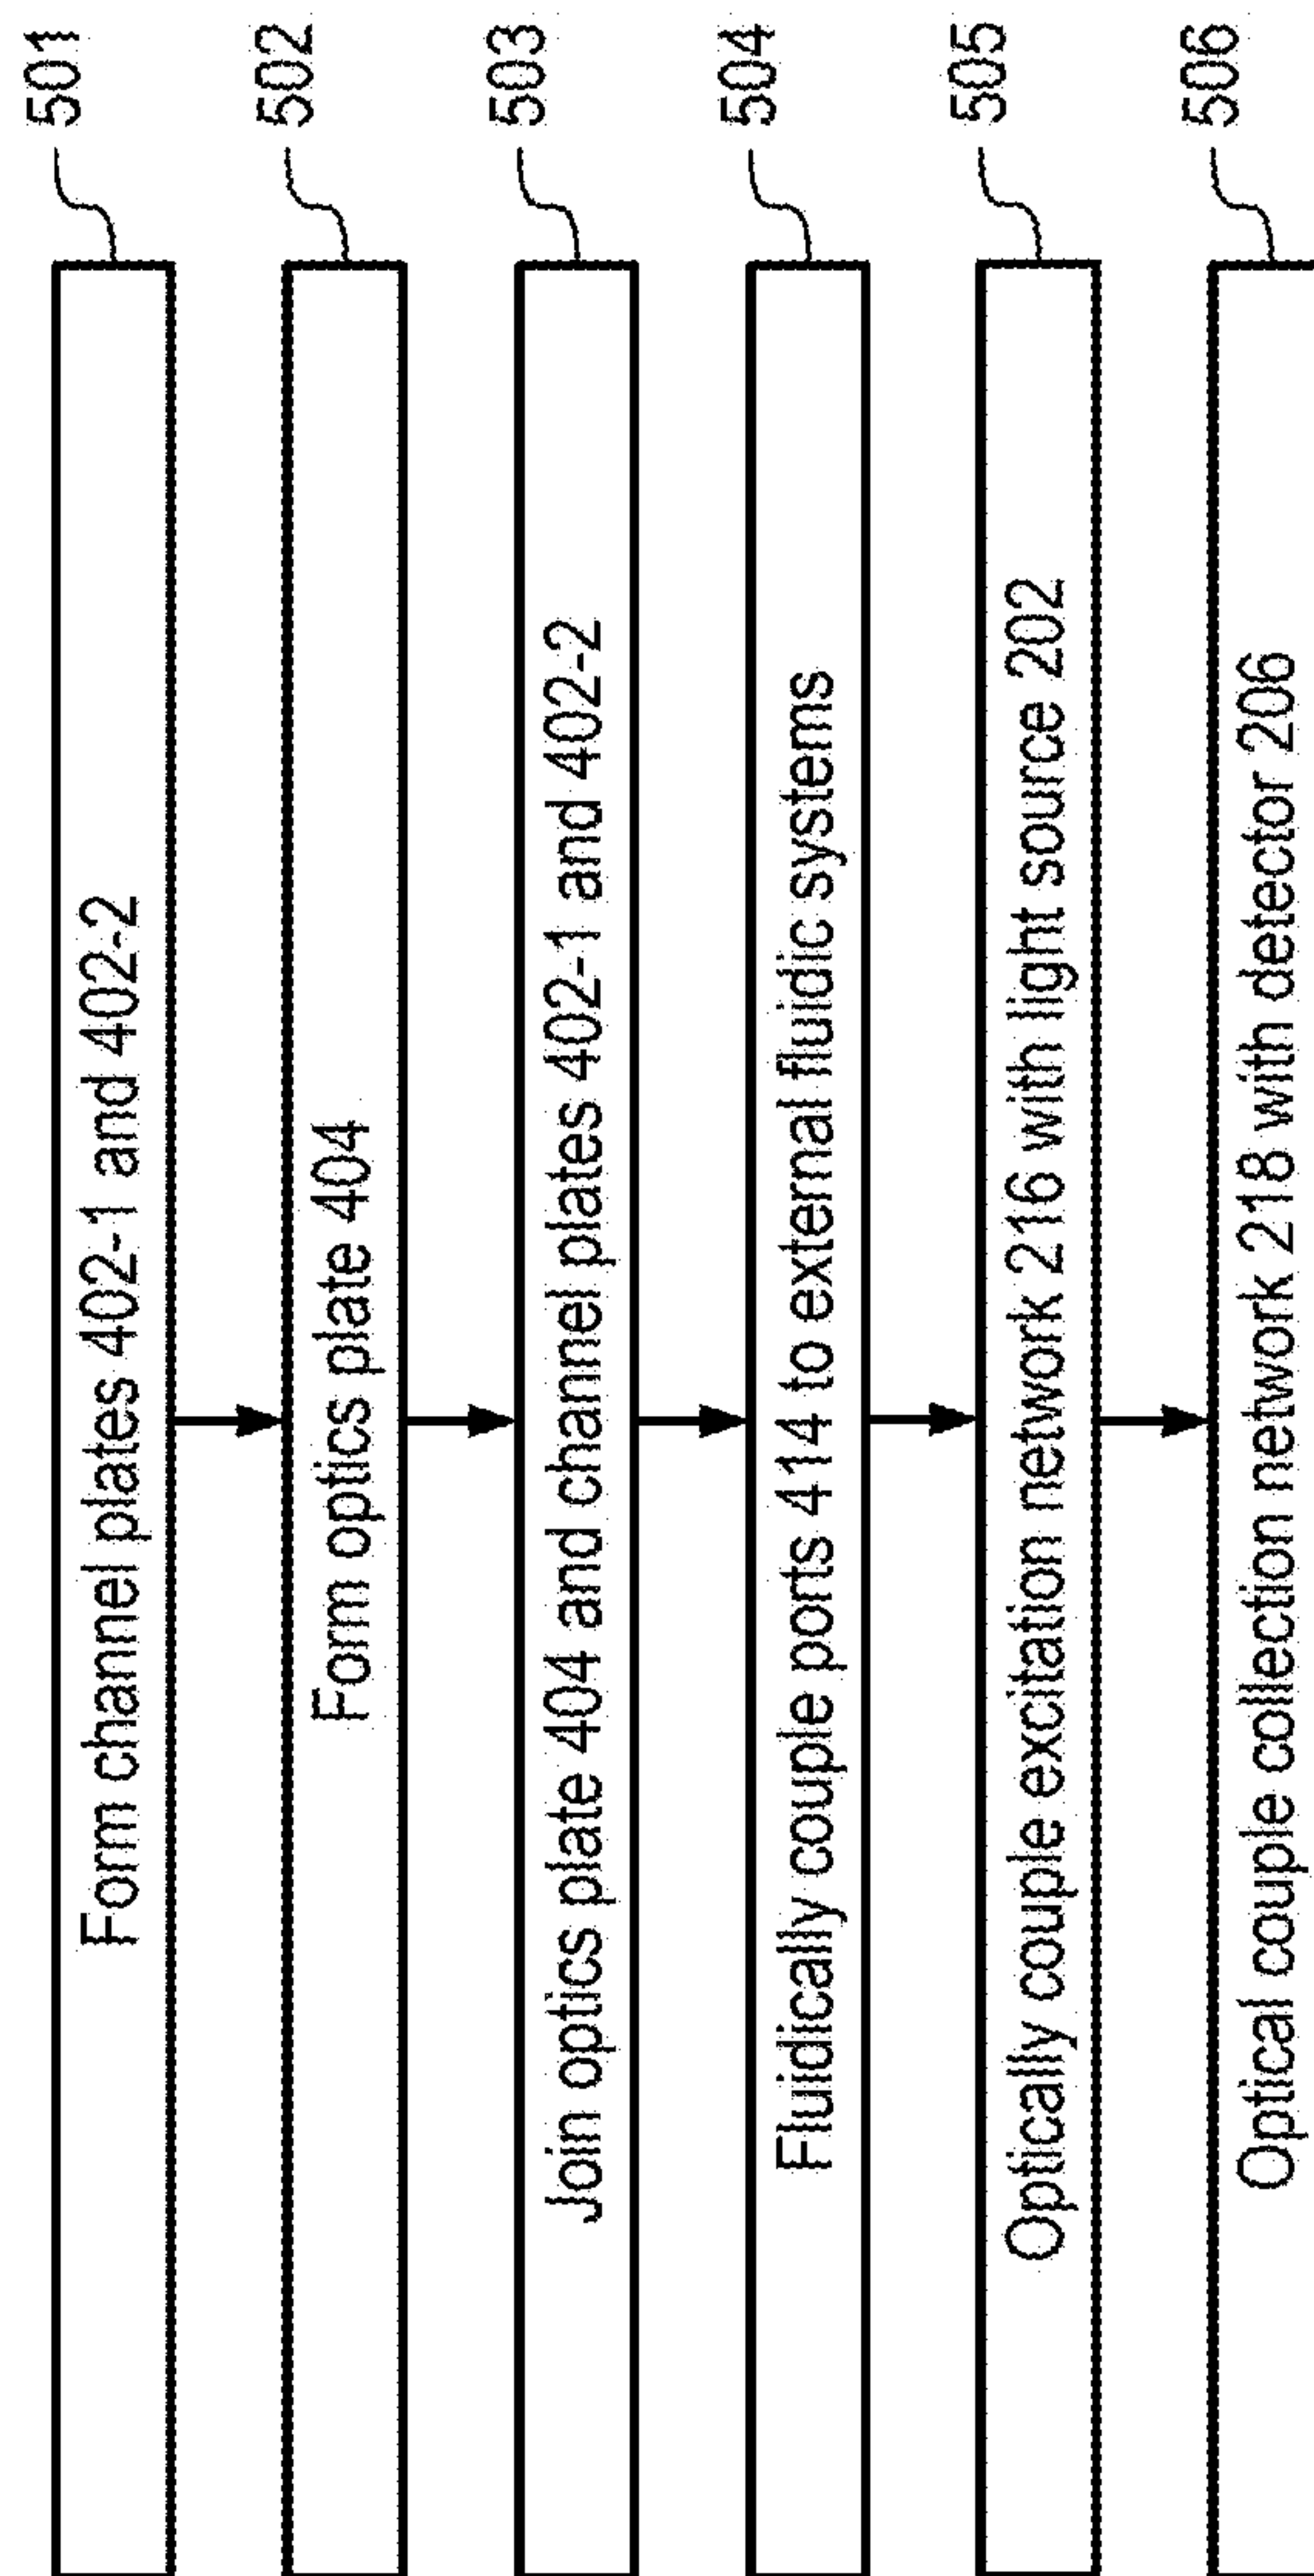 501
Form channel plates 402-1 and 402-2
502
Form optics plate 404
503
Join optics plate 404 and channel plates 402-1 and 402-2
504
Fluidically couple ports 414 to external fluidic systems
505
Optically couple excitation network 216 with light source 202
506
Optical couple collection network 218 with detector 206